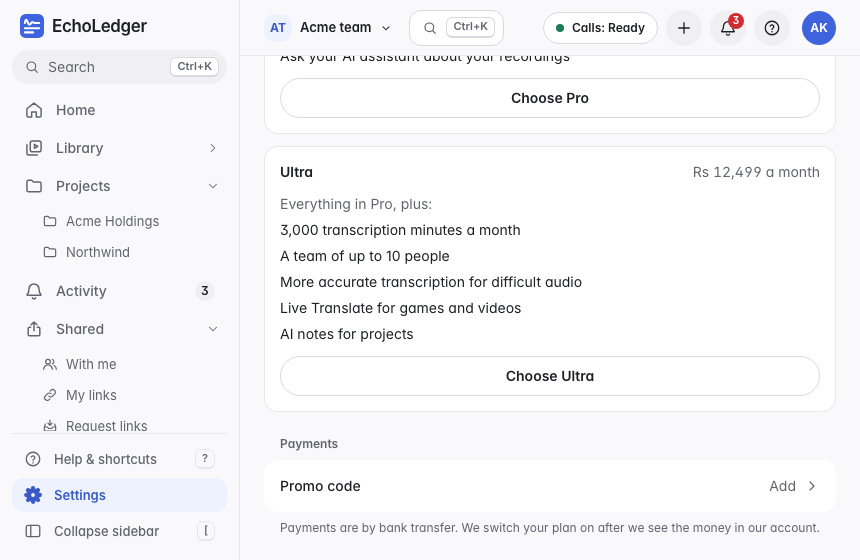 EchoLedger
Search Ctrl+K
Home
Library
Projects
Acme Holdings
Northwind
Activity 3
Shared
With me
My links
Request links
Help & shortcuts ?
Settings
Collapse sidebar [
AT Acme team Ctrl+K Calls: Ready 3 AK
Ask your AI assistant about your recordings
Choose Pro
Ultra Rs 12,499 a month
Everything in Pro, plus:
3,000 transcription minutes a month
A team of up to 10 people
More accurate transcription for difficult audio
Live Translate for games and videos
AI notes for projects
Choose Ultra
Payments
Promo code Add
Payments are by bank transfer. We switch your plan on after we see the money in our account.